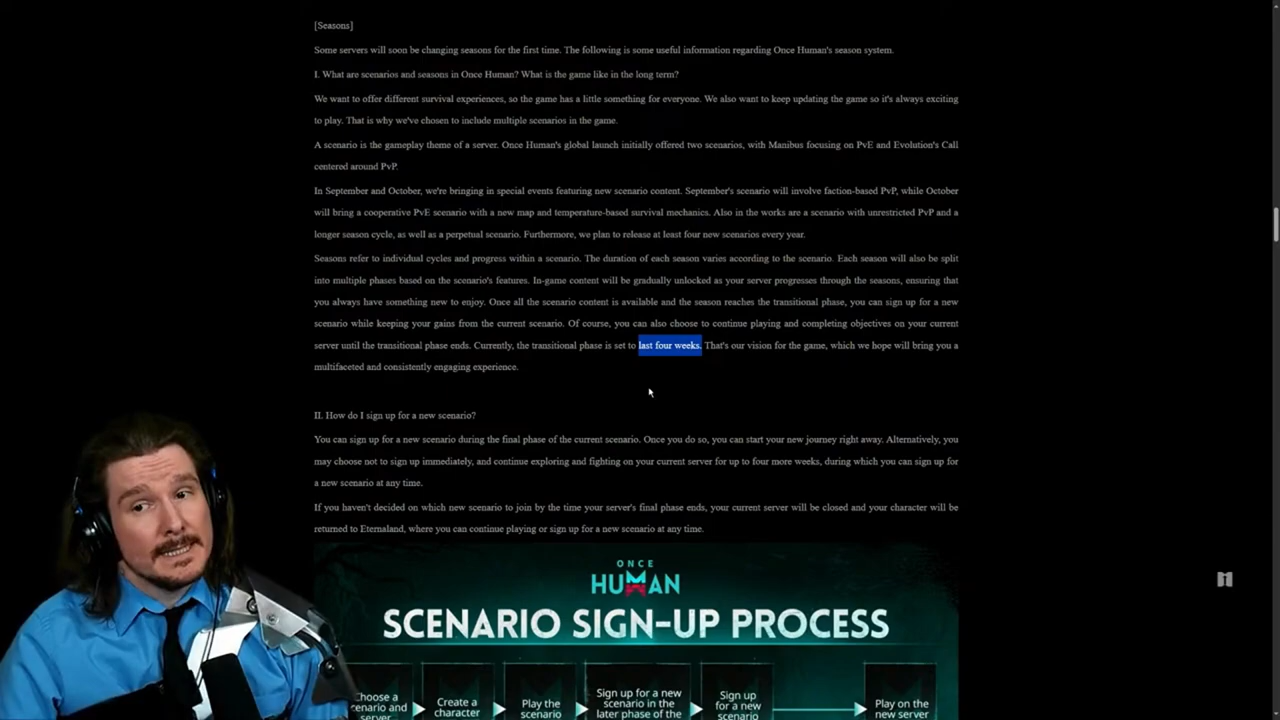 [Seasons]
Some servers will soon be changing seasons for the first time. The following is some useful information regarding Once Human's season system.
I. What are scenarios and seasons in Once Human? What is the game like in the long term?
We want to offer different survival experiences, so the game has a little something for everyone. We also want to keep updating the game so it's always exciting
to play. That is why we've chosen to include multiple scenarios in the game.
A scenario is the gameplay theme of a server. Once Human's global launch initially offered two scenarios, with Manibus focusing on PvE and Evolution's Call
centered around PvP.
In September and October, we're bringing in special events featuring new scenario content. September's scenario will involve faction-based PvP, while October
will bring a cooperative PvE scenario with a new map and temperature-based survival mechanics. Also in the works are a scenario with unrestricted PvP and a
longer season cycle, as well as a perpetual scenario. Furthermore, we plan to release at least four new scenarios every year.
Seasons refer to individual cycles and progress within a scenario. The duration of each season varies according to the scenario. Each season will also be split
into multiple phases based on the scenario's features. In-game content will be gradually unlocked as your server progresses through the seasons, ensuring that
you always have something new to enjoy. Once all the scenario content is available and the season reaches the transitional phase, you can sign up for a new
scenario while keeping your gains from the current scenario. Of course, you can also choose to continue playing and completing objectives on your current
server until the transitional phase ends. Currently, the transitional phase is set to last four weeks. That's our vision for the game, which we hope will bring you a
multifaceted and consistently engaging experience.
II. How do I sign up for a new scenario?
You can sign up for a new scenario during the final phase of the current scenario. Once you do so, you can start your new journey right away. Alternatively, you
may choose not to sign up immediately, and continue exploring and fighting on your current server for up to four more weeks, during which you can sign up for
a new scenario at any time.
If you haven't decided on which new scenario to join by the time your server's final phase ends, your current server will be closed and your character will be
returned to Eternaland, where you can continue playing or sign up for a new scenario at any time.
ONCE
HUMAN
SCENARIO SIGN-UP PROCESS
Choose a
cenario and
server
Create a
character
Play the
scenario
Sign up for a new
scenario in the
later phase of the
Sign up
for a new
scenario
Play on the
new server